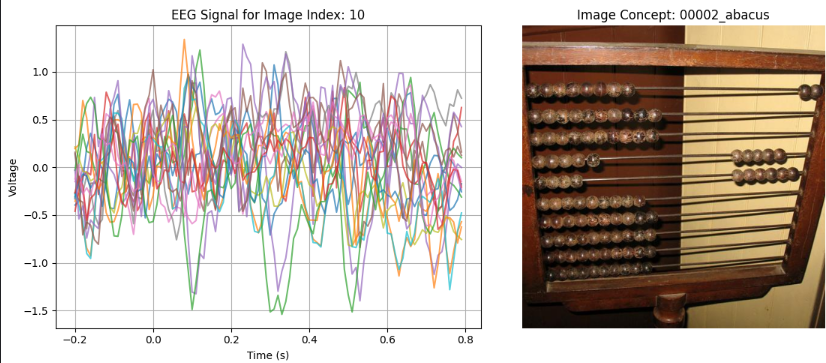 EEG Signal for Image Index: 10
Image Concept: 00002_abacus
Voltage
1.0
0.5
0.0
−0.5
−1.0
−1.5
−0.2 0.0 0.2 0.4 0.6 0.8
Time (s)